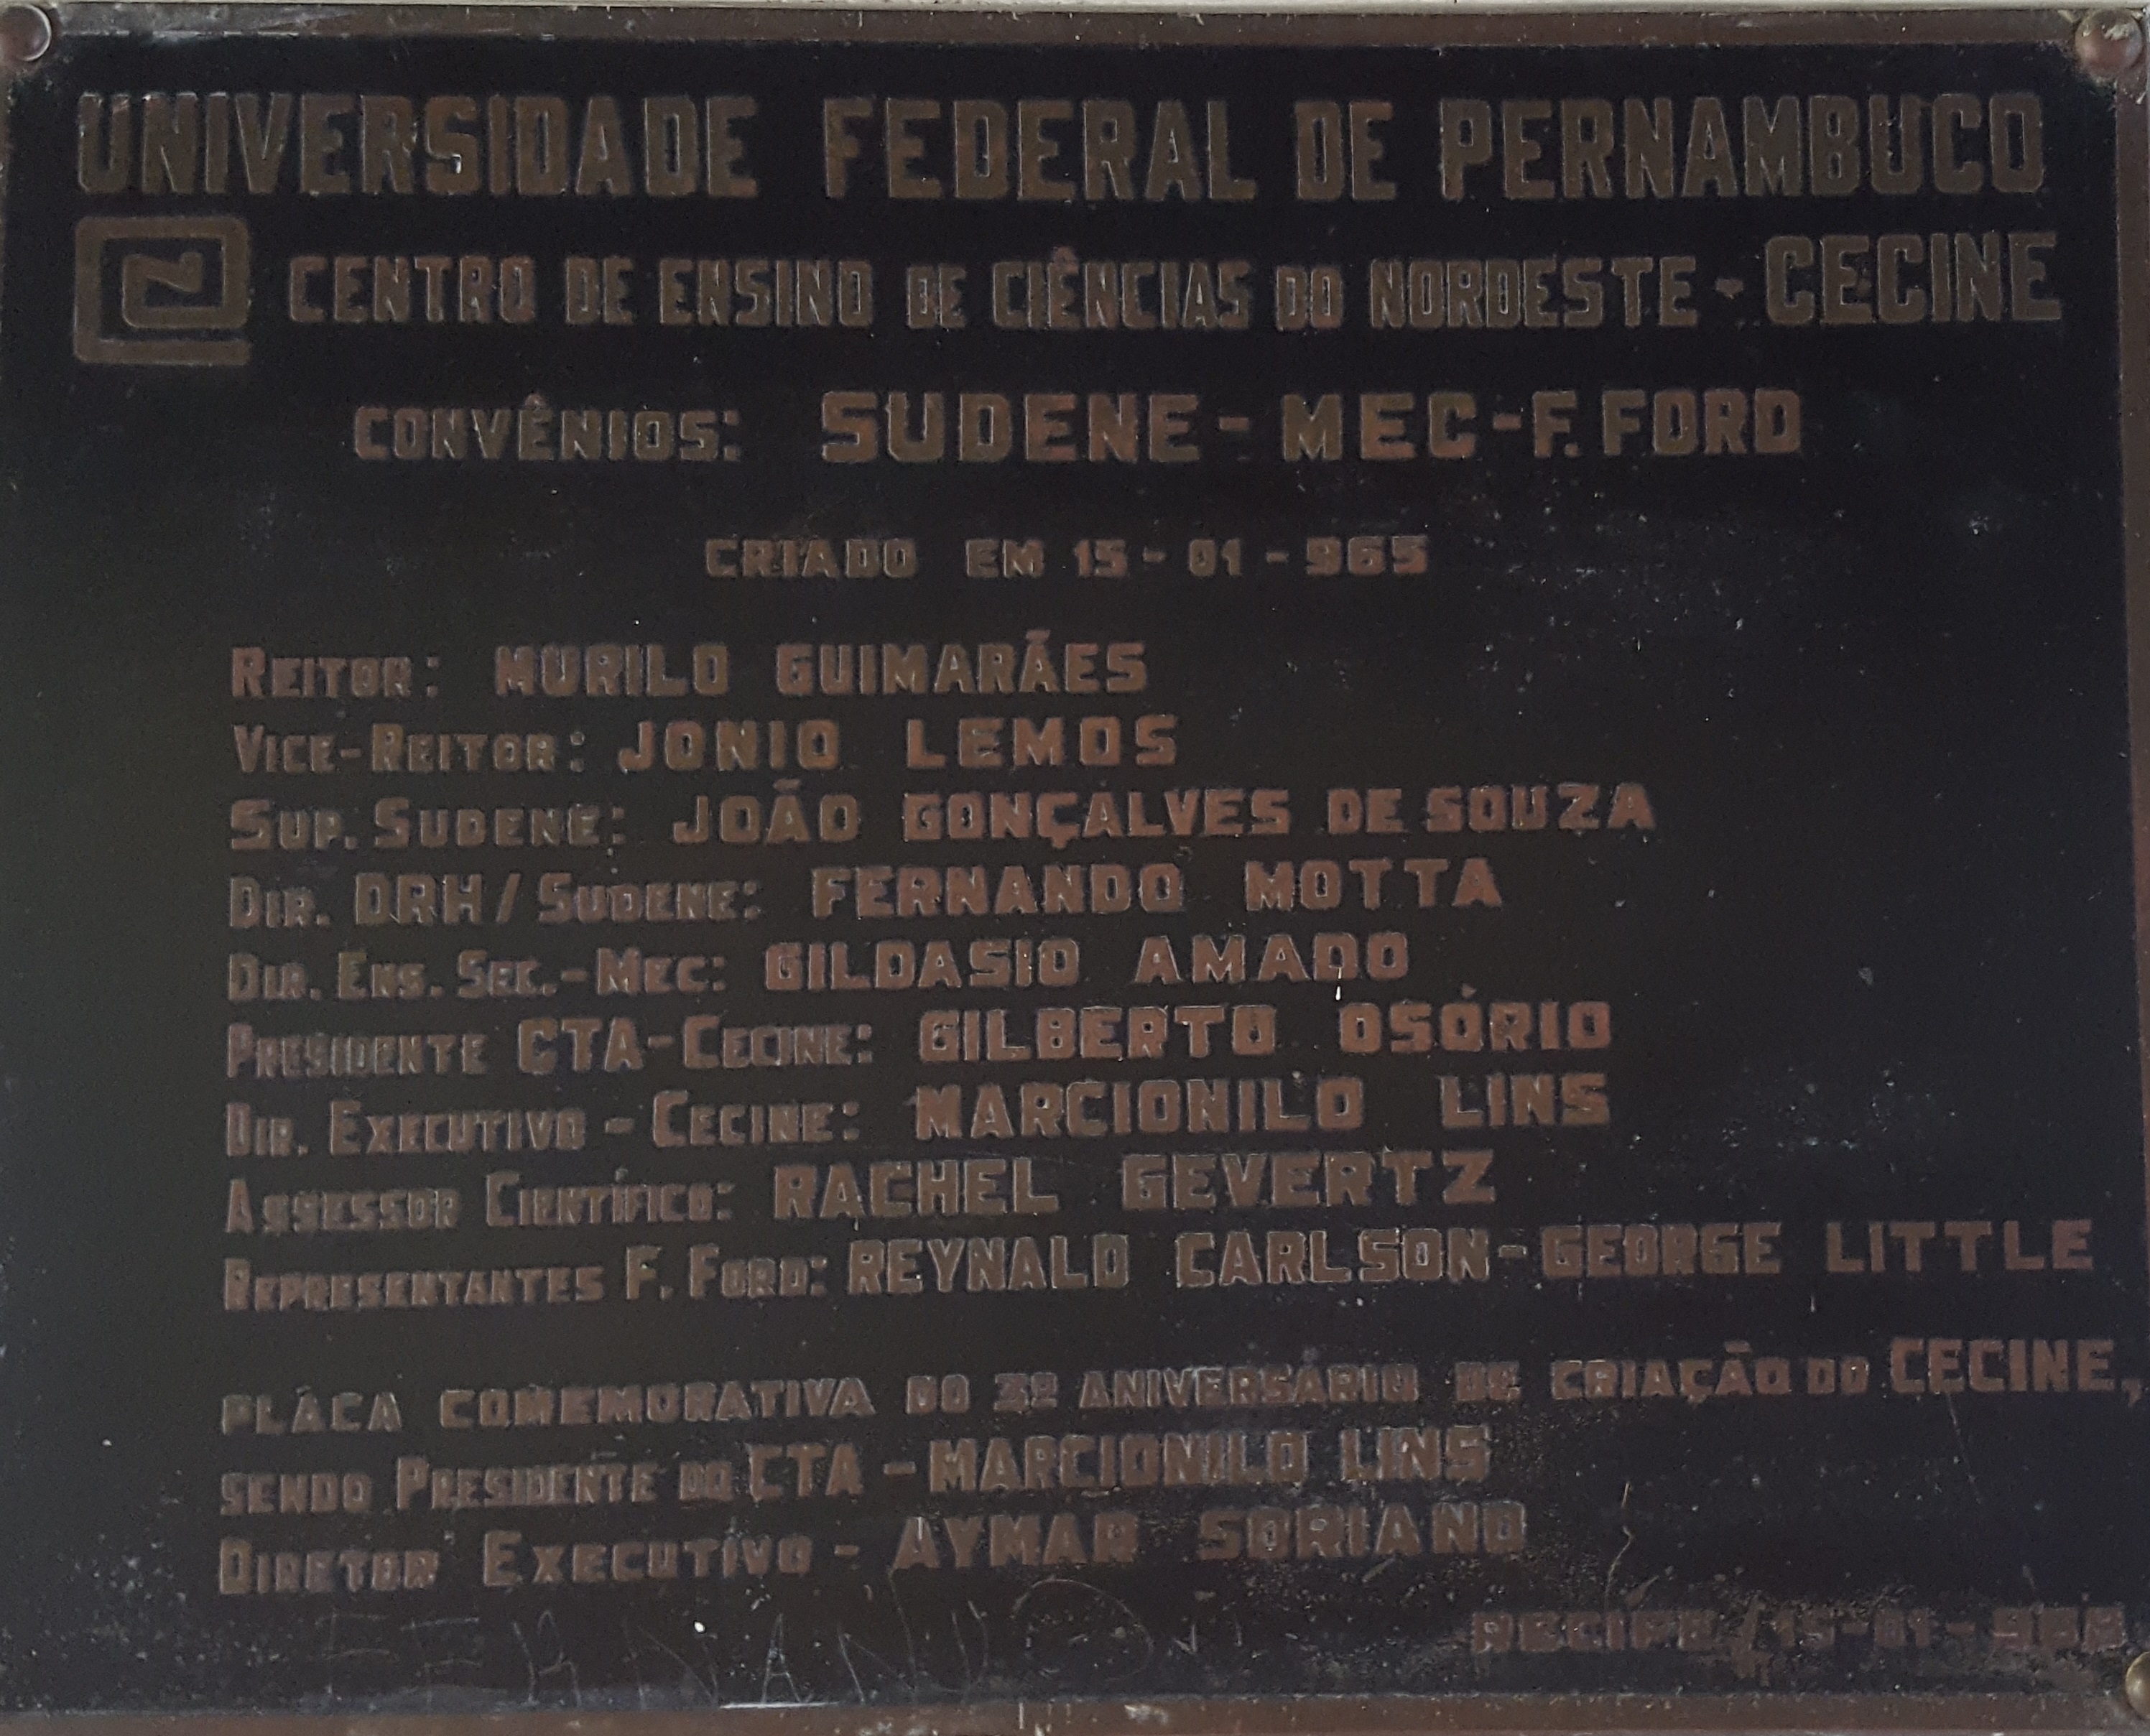 UNIVERSIDADE FEDERAL DE PERNAMBUCO
CENTRO DE ENSINO DE CIÊNCIAS DO NORDESTE - CECINE
CONVÊNIOS: SUDENE - MEC - F. FORD
CRIADO EM 15 - 01 - 965
REITOR: MURILO GUIMARÃES
VICE-REITOR: JONIO LEMOS
SUP. SUDENE: JOÃO GONÇALVES DE SOUZA
DIR. DRH / SUDENE: FERNANDO MOTTA
DIR. ENS. SEC.-MEC: GILDASIO AMADO
PRESIDENTE CTA-CECINE: GILBERTO OSÓRIO
DIR. EXECUTIVO - CECINE: MARCIONILO LINS
ASSESSOR CIENTÍFICO: RACHEL GEVERTZ
REPRESENTANTES F. FORD: REYNALD CARLSON - GEORGE LITTLE
PLACA COMEMORATIVA DO 3º ANIVERSÁRIO DE CRIAÇÃO DO CECINE,
SENDO PRESIDENTE DO CTA - MARCIONILO LINS
DIRETOR EXECUTIVO - AYMAR SORIANO
FERNANDO
RECIFE / 15-01-968